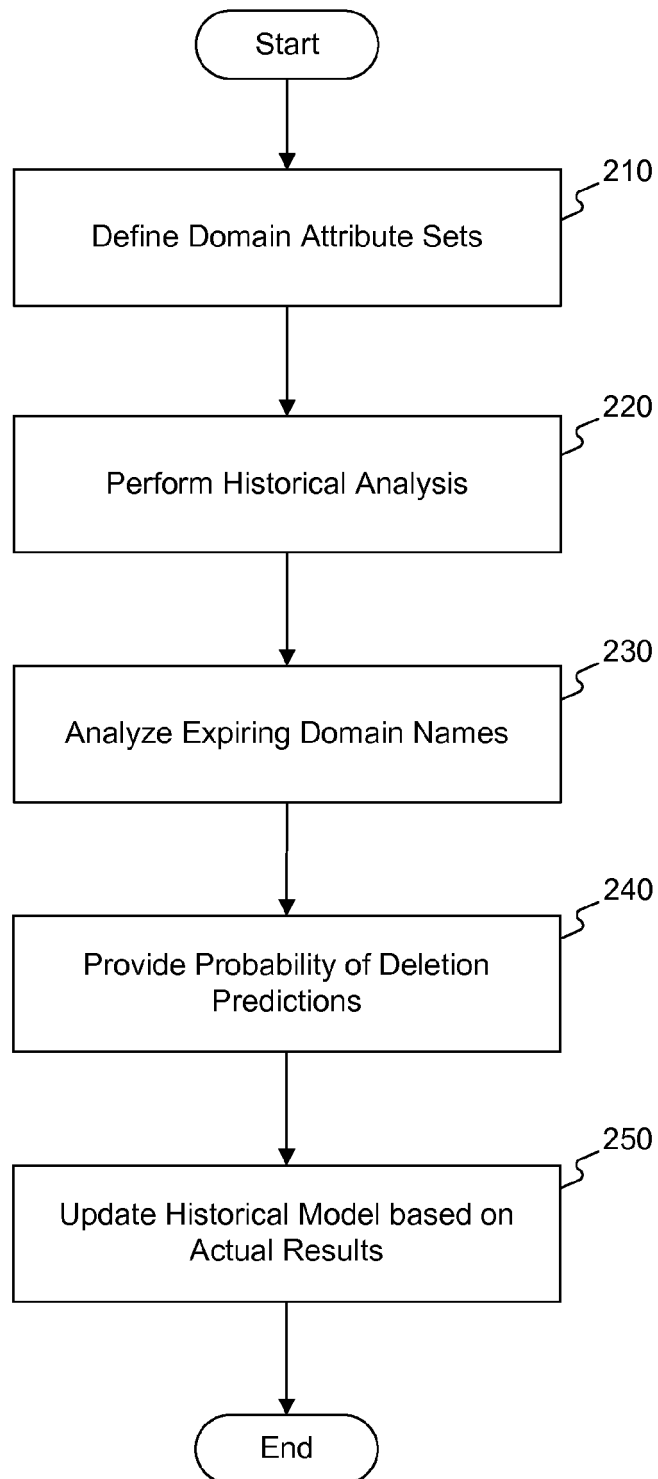 Start
210
Define Domain Attribute Sets
220
Perform Historical Analysis
230
Analyze Expiring Domain Names
240
Provide Probability of Deletion
Predictions
250
Update Historical Model based on
Actual Results
End